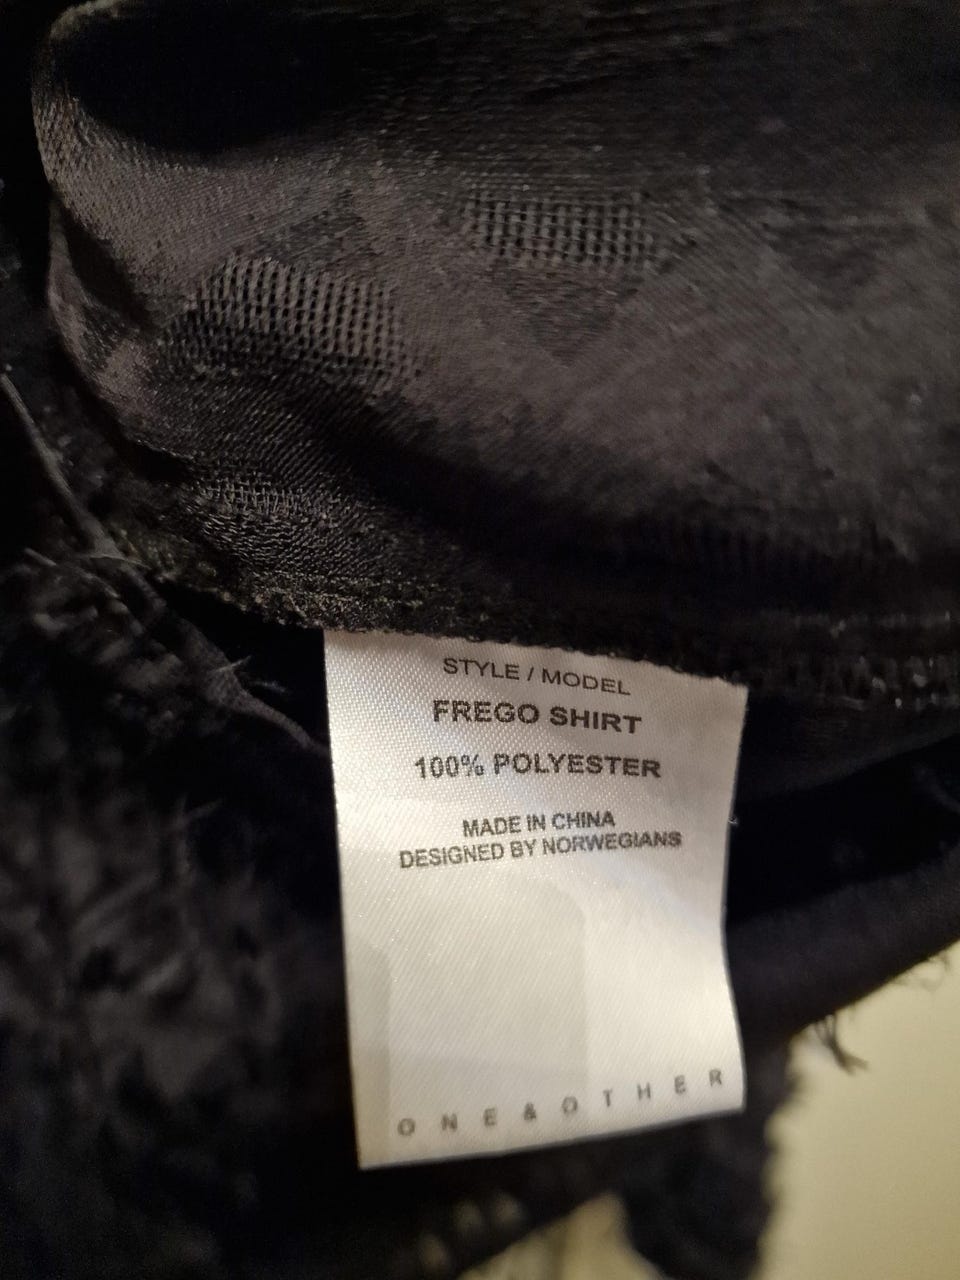 STYLE / MODEL
FREGO SHIRT
100% POLYESTER
MADE IN CHINA
DESIGNED BY NORWEGIANS
ONE & OTHER